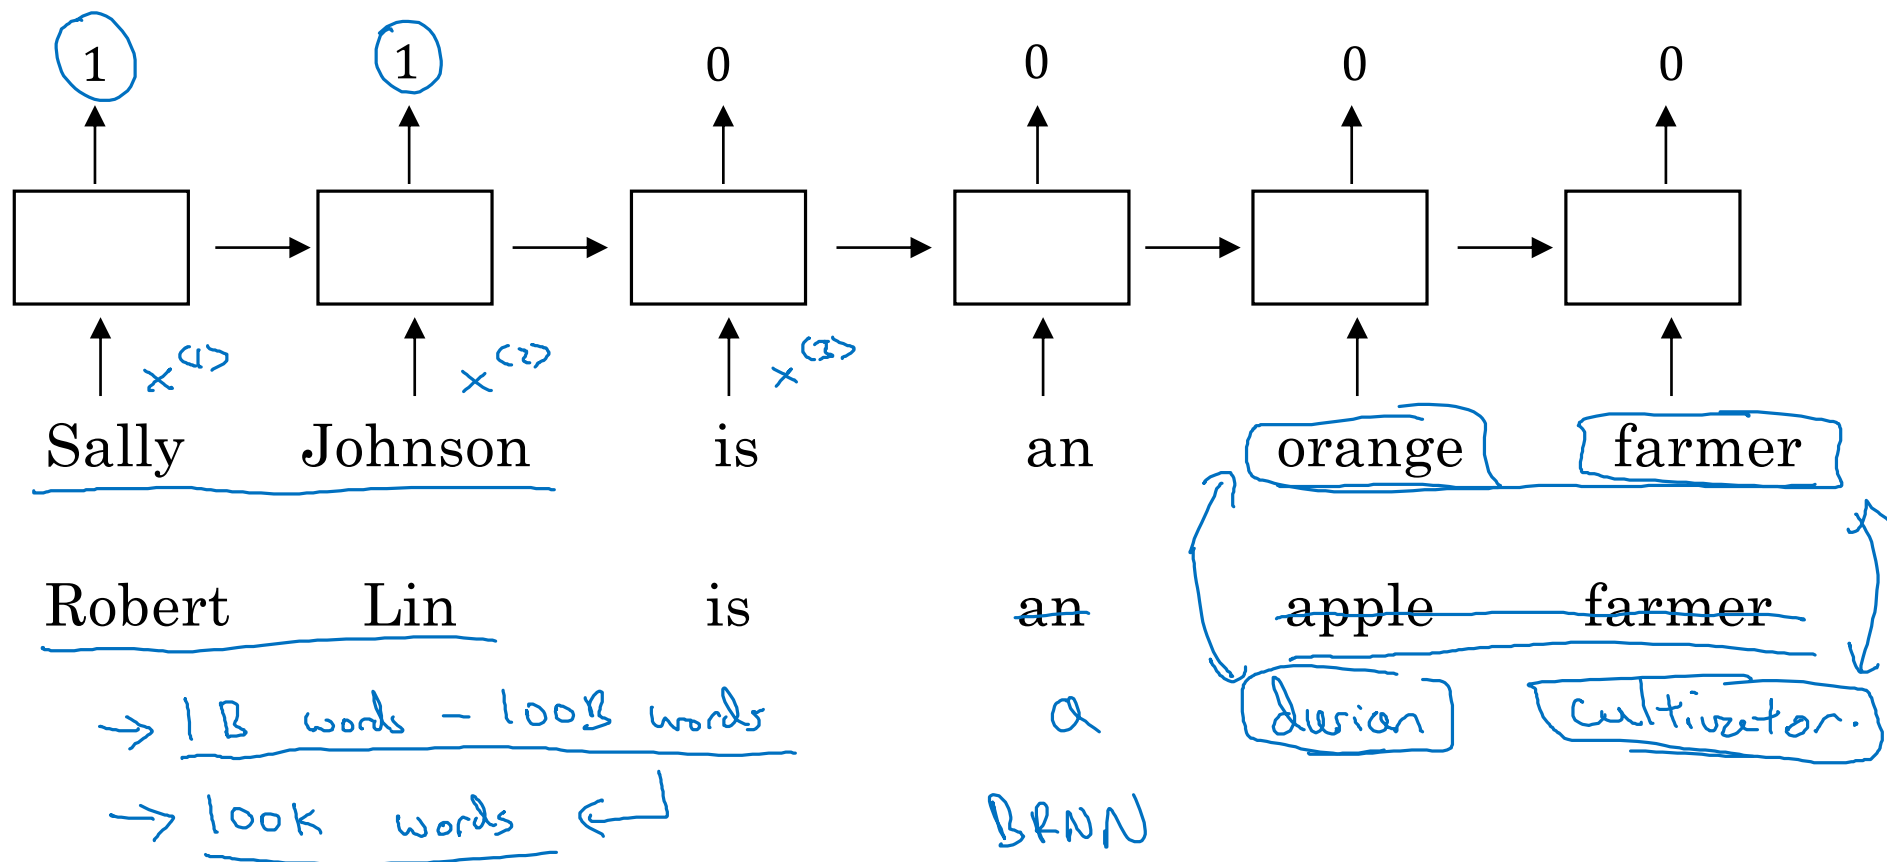 1 1 0 0 0 0
x<1> x<2> x<3>
Sally Johnson is an orange farmer
Robert Lin is an apple farmer
→ 1B words - 100B words a durian cultivator.
→ 100k words ← BRNN